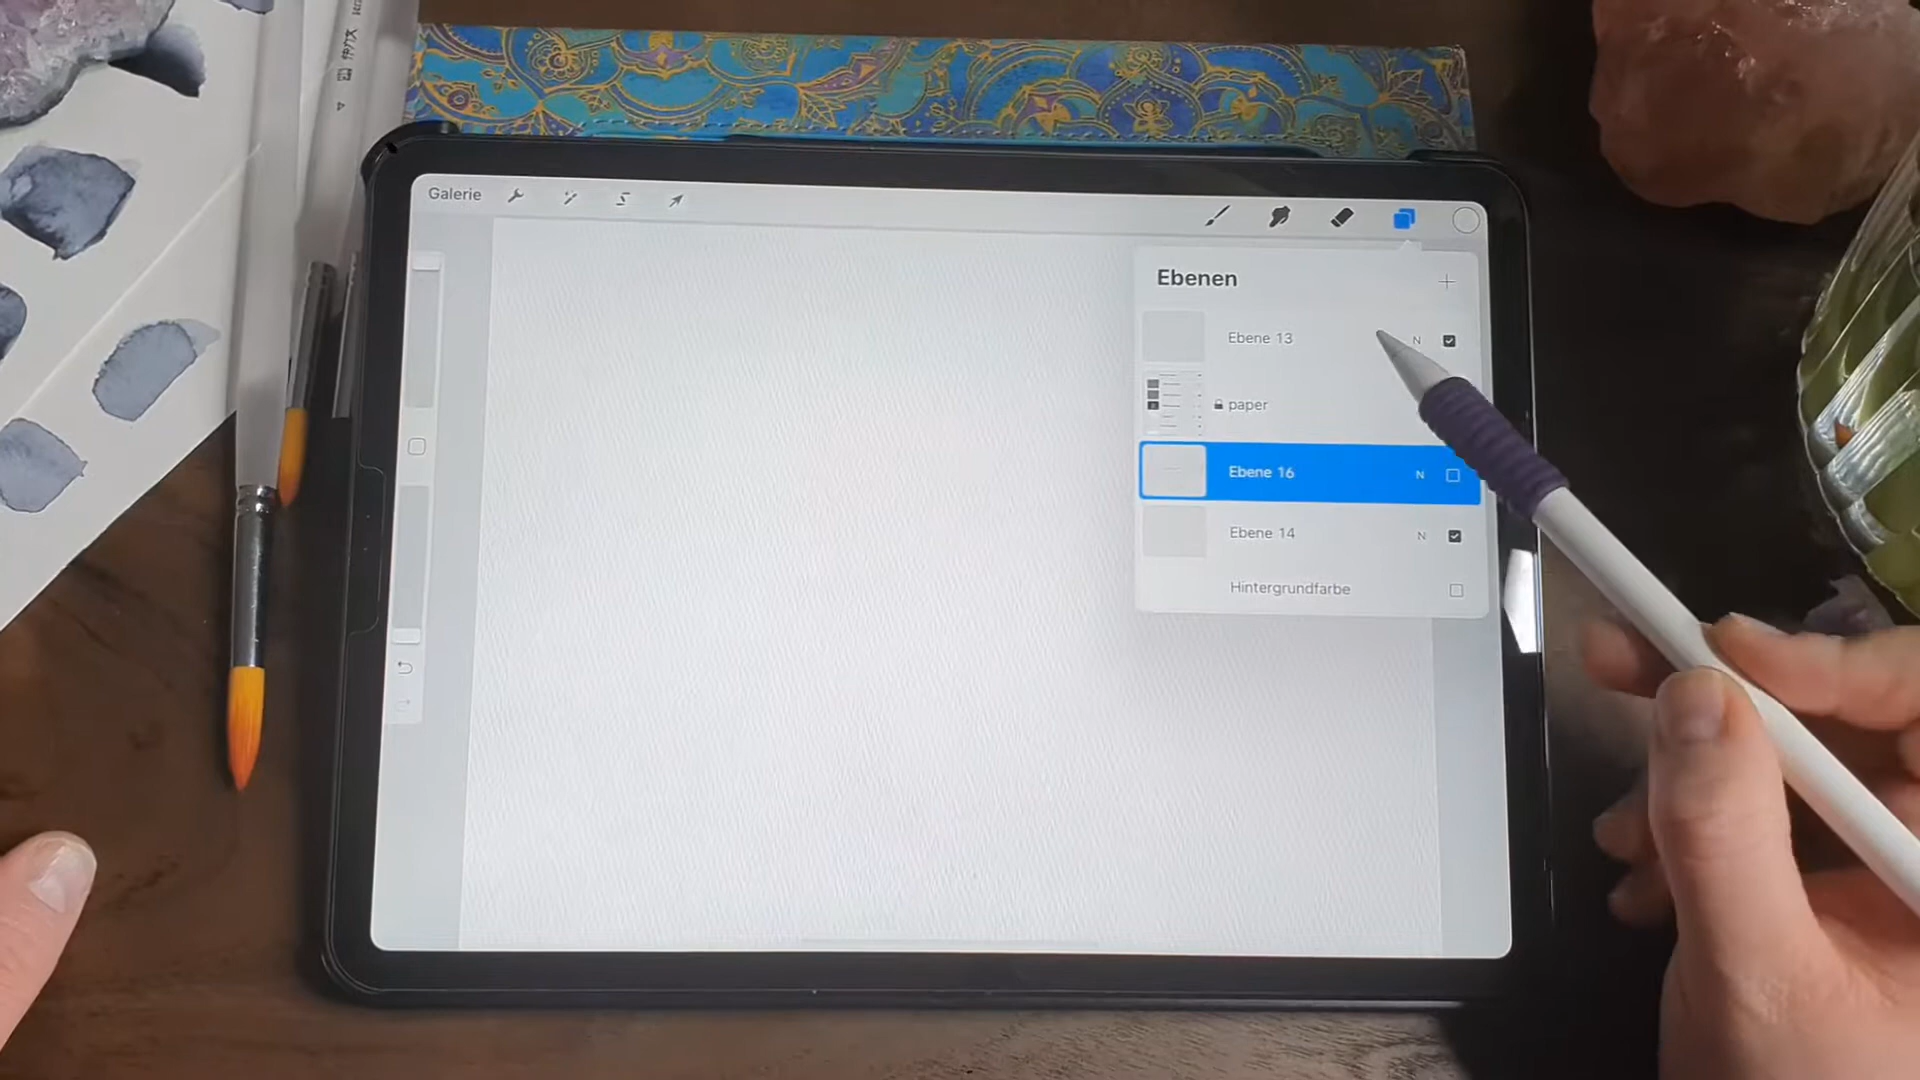 Galerie
Ebenen
Ebene 13
N
paper
Ebene 16
N
Ebene 14
N
Hintergrundfarbe